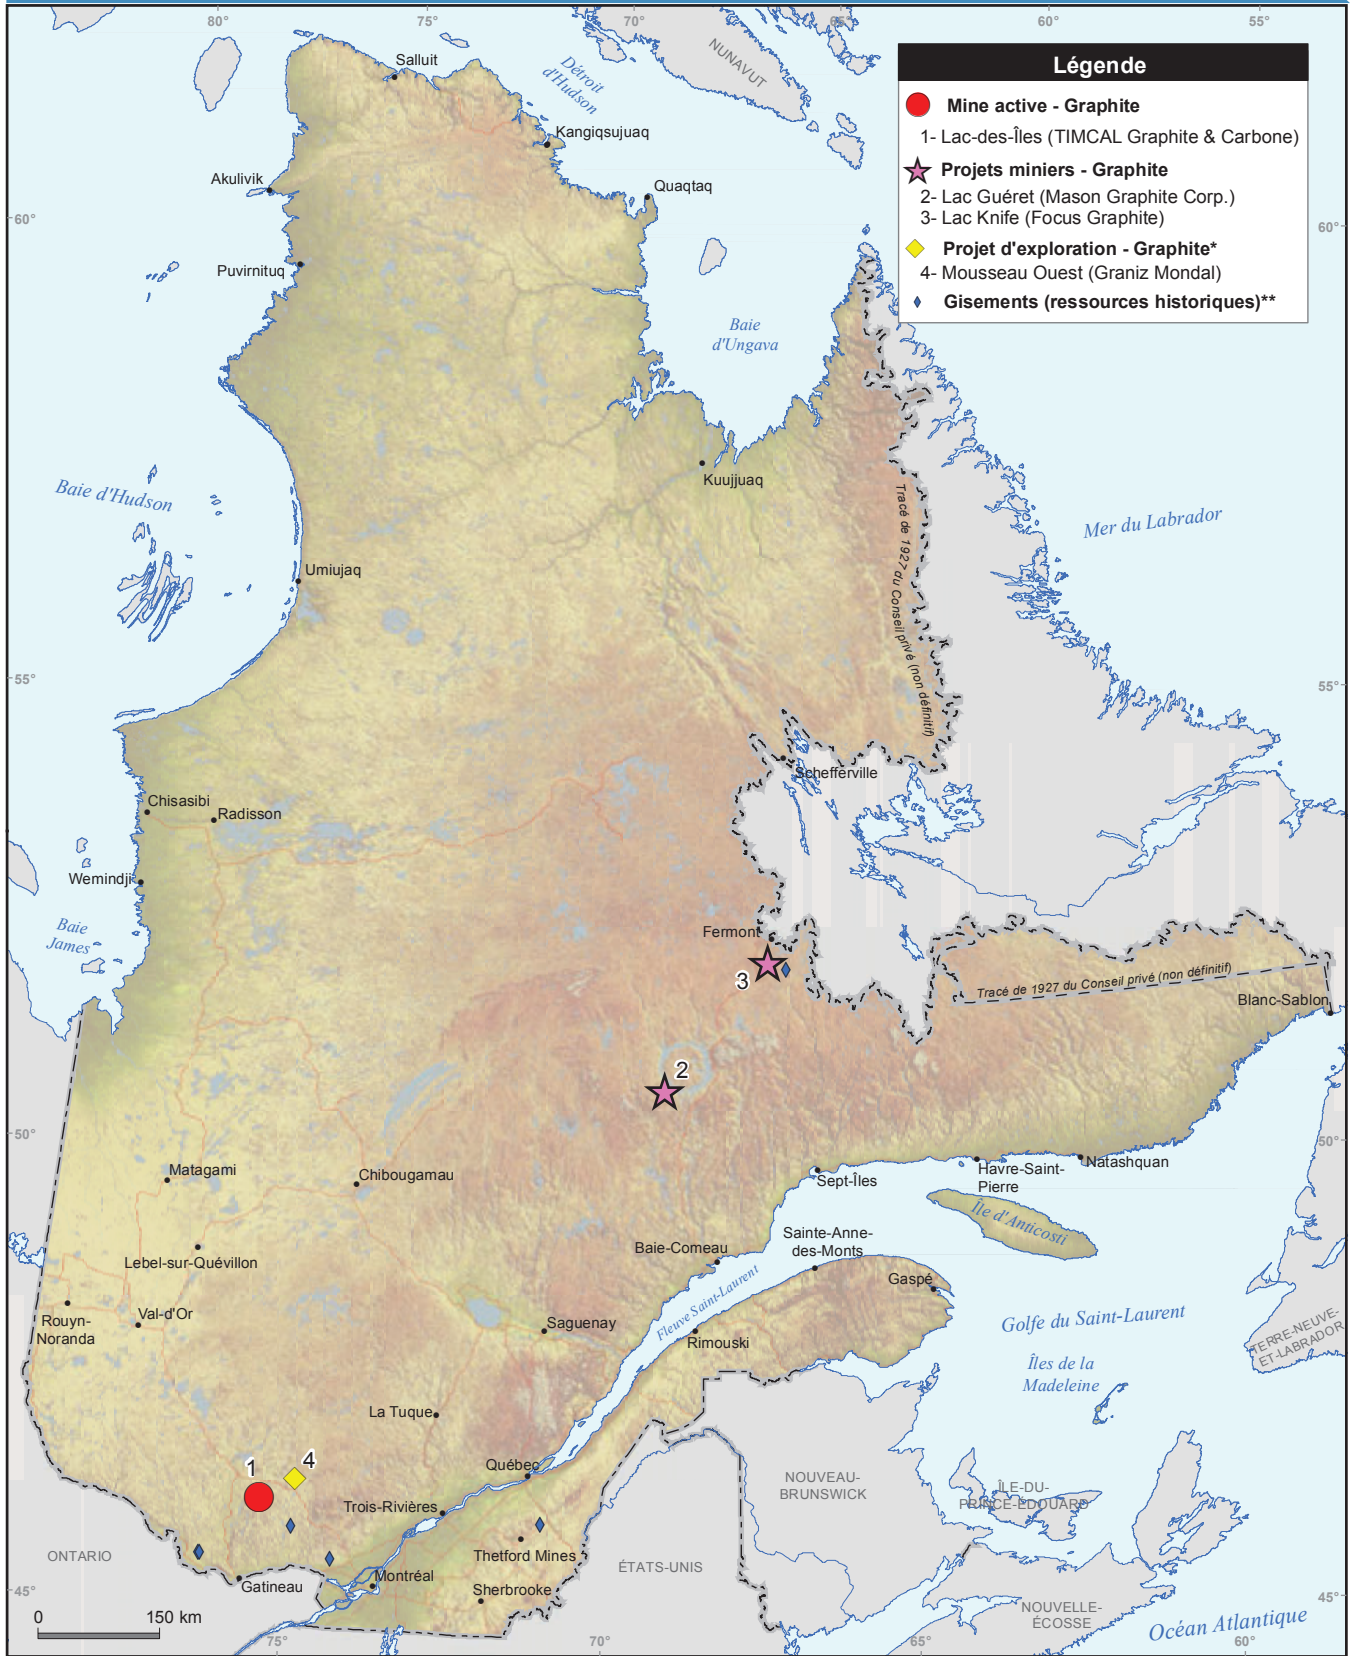 80°
75°
70°
65°
60°
55°
Légende
Mine active - Graphite
1- Lac-des-Îles (TIMCAL Graphite & Carbone)
Projets miniers - Graphite
2- Lac Guéret (Mason Graphite Corp.)
3- Lac Knife (Focus Graphite)
Projet d'exploration - Graphite*
4- Mousseau Ouest (Graniz Mondal)
Gisements (ressources historiques)**
NUNAVUT
Salluit
Détroit
d'Hudson
Kangiqsujuaq
Akulivik
Quaqtaq
60°
60°
Puvirnituq
Baie
d'Ungava
Kuujjuaq
Baie d'Hudson
Mer du Labrador
Tracé de 1927 du Conseil privé (non définitif)
Umiujaq
55°
55°
Schefferville
Chisasibi
Radisson
Wemindji
Baie
James
Fermont
3
Tracé de 1927 du Conseil privé (non définitif)
Blanc-Sablon
2
50°
50°
Matagami
Chibougamau
Sept-Îles
Havre-Saint-
Pierre
Natashquan
Île d'Anticosti
Lebel-sur-Quévillon
Baie-Comeau
Sainte-Anne-
des-Monts
Gaspé
Fleuve Saint-Laurent
Rouyn-
Noranda
Val-d'Or
Saguenay
Rimouski
Golfe du Saint-Laurent
TERRE-NEUVE-
ET-LABRADOR
Îles de la
Madeleine
La Tuque
1
4
Québec
Trois-Rivières
NOUVEAU-
BRUNSWICK
ÎLE-DU-
PRINCE-ÉDOUARD
ONTARIO
Thetford Mines
ÉTATS-UNIS
Gatineau
Montréal
Sherbrooke
45°
45°
NOUVELLE-
ÉCOSSE
Océan Atlantique
0
150 km
75°
70°
65°
60°